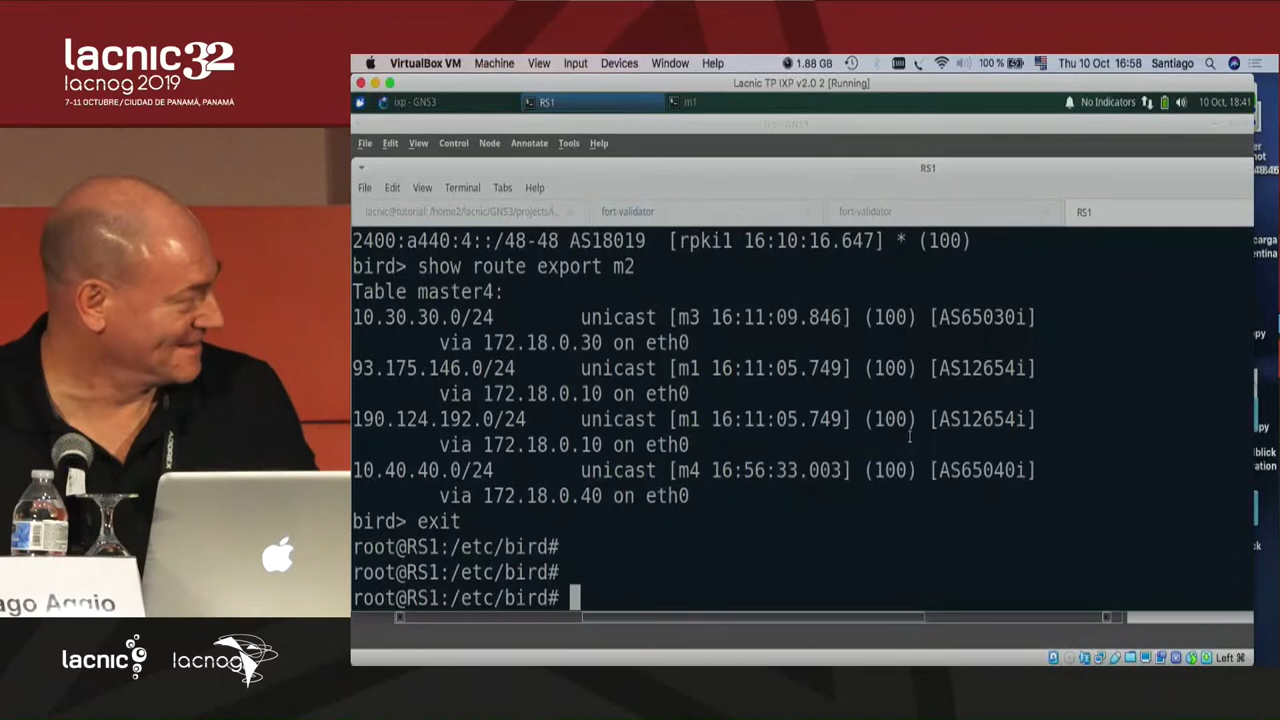 lacnic32
lacnog 2019
7-11 OCTUBRE / CIUDAD DE PANAMÁ, PANAMÁ
VirtualBox VM Machine View Input Devices Window Help 1.88 GB 100 % Thu 10 Oct 16:58 Santiago
Lacnic TP IXP v2.0 2 [Running]
ixp - GNS3 RS1 m1 No Indicators 10 Oct, 18:41
ixp - GNS3
File Edit View Control Node Annotate Tools Help
RS1
File Edit View Terminal Tabs Help
lacnic@tutorial: /home2/lacnic/GNS3/projects/i... fort-validator fort-validator RS1
2400:a440:4::/48-48 AS18019 [rpki1 16:10:16.647] * (100)
bird> show route export m2
Table master4:
10.30.30.0/24 unicast [m3 16:11:09.846] (100) [AS65030i]
via 172.18.0.30 on eth0
93.175.146.0/24 unicast [m1 16:11:05.749] (100) [AS12654i]
via 172.18.0.10 on eth0
190.124.192.0/24 unicast [m1 16:11:05.749] (100) [AS12654i]
via 172.18.0.10 on eth0
10.40.40.0/24 unicast [m4 16:56:33.003] (100) [AS65040i]
via 172.18.0.40 on eth0
bird> exit
root@RS1:/etc/bird#
root@RS1:/etc/bird#
root@RS1:/etc/bird#
Left ⌘
ago Aggio
lacnic
lacnog